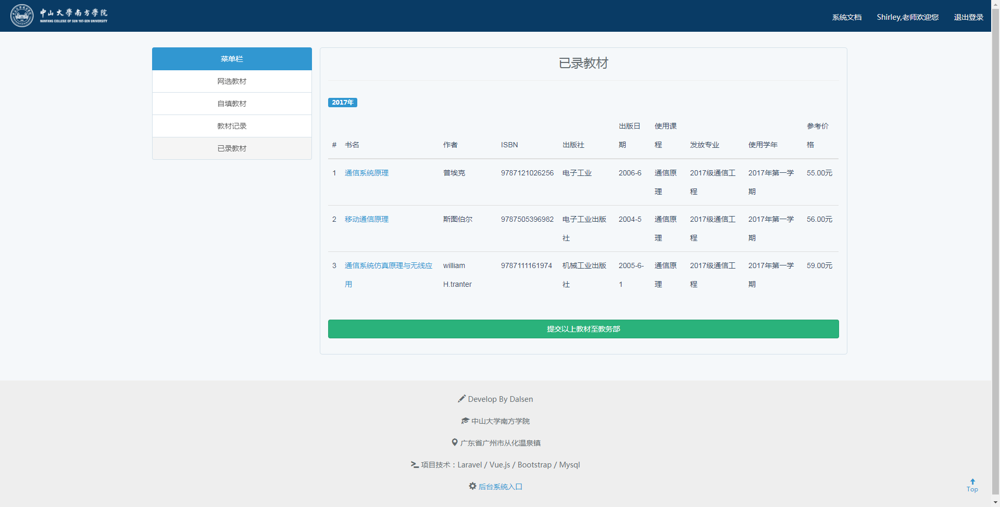 中山大學南方學院
NANFANG COLLEGE OF SUN YAT-SEN UNIVERSITY
系统文档
Shirley,老师欢迎您
退出登录
菜单栏
网选教材
自填教材
教材记录
已录教材
已录教材
2017年
# 书名 作者 ISBN 出版社 出版日期 使用课程 发放专业 使用学年 参考价格
1 通信系统原理 普埃克 9787121026256 电子工业 2006-6 通信原理 2017级通信工程 2017年第一学期 55.00元
2 移动通信原理 斯图伯尔 9787505396982 电子工业出版社 2004-5 通信原理 2017级通信工程 2017年第一学期 56.00元
3 通信系统仿真原理与无线应用 william H.tranter 9787111161974 机械工业出版社 2005-6-1 通信原理 2017级通信工程 2017年第一学期 59.00元
提交以上教材至教务部
Develop By Dalsen
中山大学南方学院
广东省广州市从化温泉镇
项目技术：Laravel / Vue.js / Bootstrap / Mysql
后台系统入口
Top